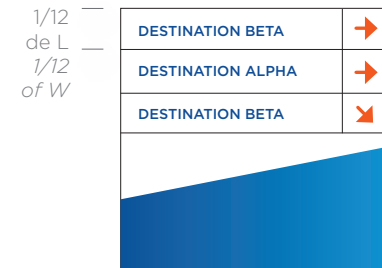 1/12
de L
1/12
of W
DESTINATION BETA
DESTINATION ALPHA
DESTINATION BETA